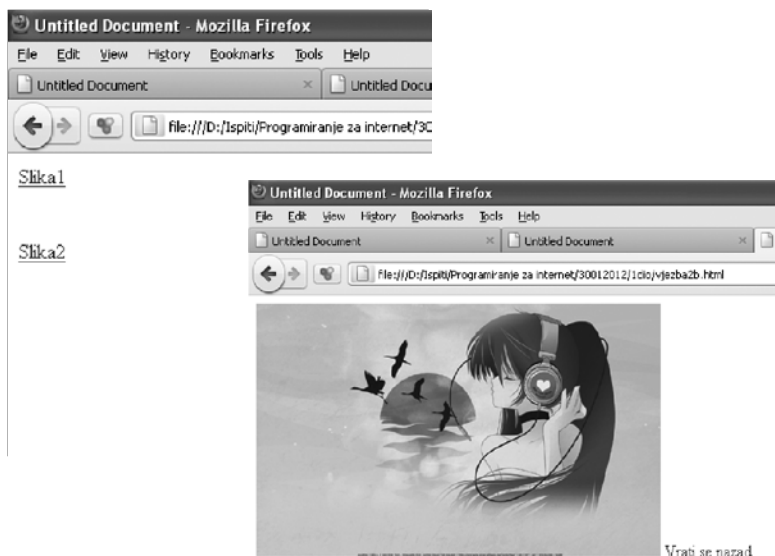 Untitled Document - Mozilla Firefox
File Edit View History Bookmarks Tools Help
Untitled Document × Untitled Docu
file:///D:/Ispiti/Programiranje za internet/30
Slika1
Slika2
Untitled Document - Mozilla Firefox
File Edit View History Bookmarks Tools Help
Untitled Document × Untitled Document ×
file:///D:/Ispiti/Programiranje za internet/30012012/1dio/vjezba2b.html
Vrati se nazad